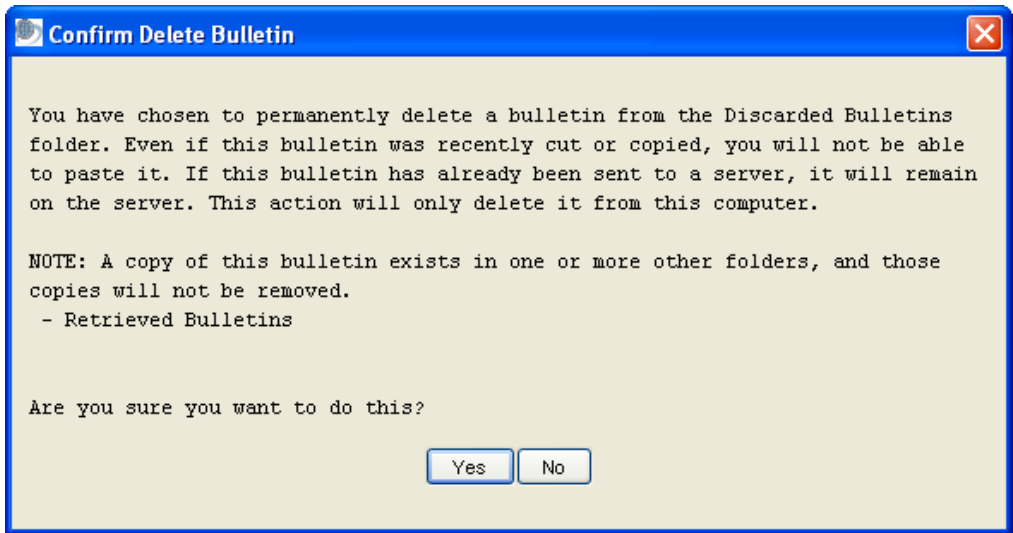 Confirm Delete Bulletin
You have chosen to permanently delete a bulletin from the Discarded Bulletins
folder. Even if this bulletin was recently cut or copied, you will not be able
to paste it. If this bulletin has already been sent to a server, it will remain
on the server. This action will only delete it from this computer.
NOTE: A copy of this bulletin exists in one or more other folders, and those
copies will not be removed.
- Retrieved Bulletins
Are you sure you want to do this?
Yes No